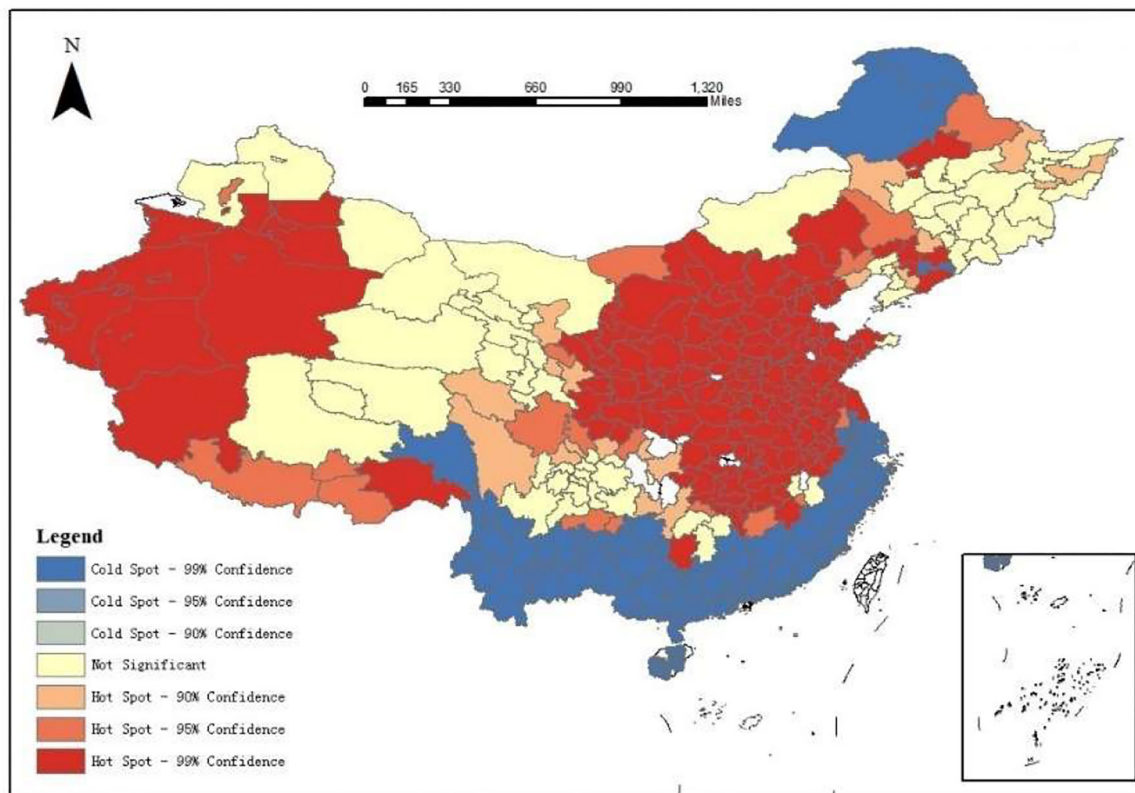 N
0 165 330 660 990 1,320
Miles
Legend
Cold Spot - 99% Confidence
Cold Spot - 95% Confidence
Cold Spot - 90% Confidence
Not Significant
Hot Spot - 90% Confidence
Hot Spot - 95% Confidence
Hot Spot - 99% Confidence